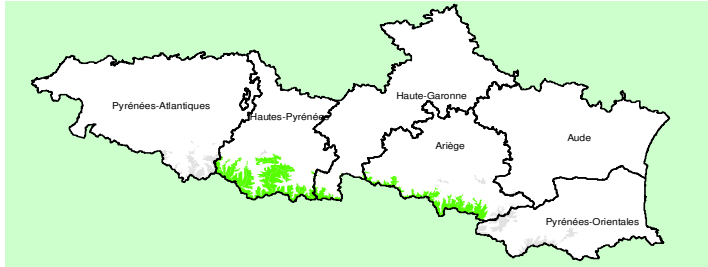 Haute-Garonne
Pyrénées-Atlantiques
Hautes-Pyrénées
Aude
Ariège
Pyrénées-Orientales